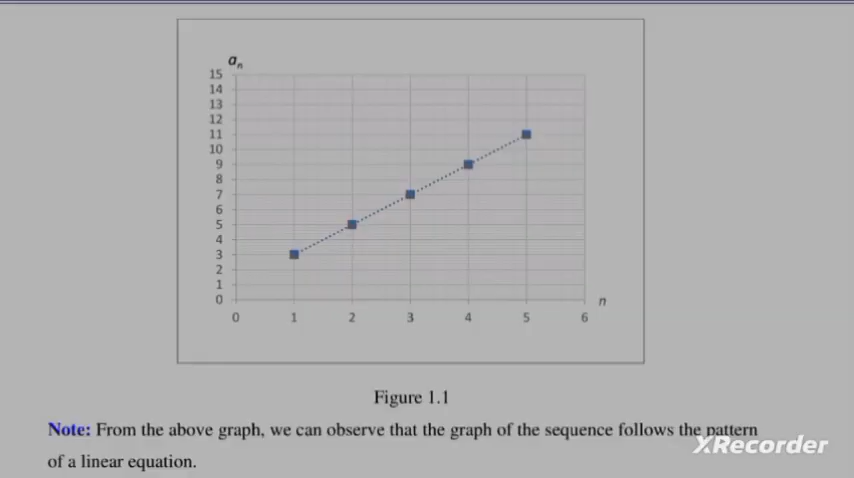 aₙ
15
14
13
12
11
10
9
8
7
6
5
4
3
2
1
0
n
0 1 2 3 4 5 6
Figure 1.1
Note: From the above graph, we can observe that the graph of the sequence follows the pattern
XRecorder
of a linear equation.